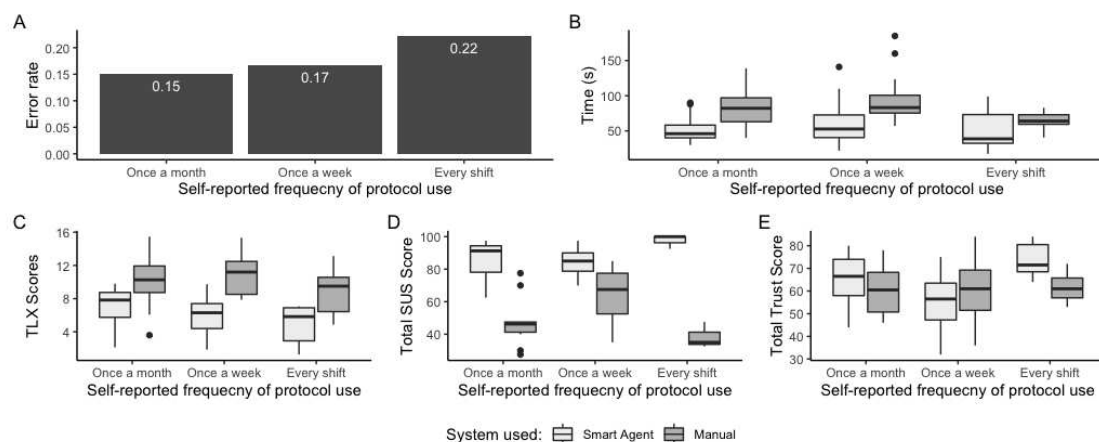 A
Error rate
0.20
0.15
0.10
0.05
0.00
0.15
0.17
0.22
Once a month Once a week Every shift
Self-reported frequecny of protocol use
B
Time (s)
150
100
50
Once a month Once a week Every shift
Self-reported frequecny of protocol use
C
TLX Scores
16
12
8
4
Once a month Once a week Every shift
Self-reported frequecny of protocol use
D
Total SUS Score
100
80
60
40
Once a month Once a week Every shift
Self-reported frequecny of protocol use
E
Total Trust Score
80
70
60
50
40
30
Once a month Once a week Every shift
Self-reported frequecny of protocol use
System used: Smart Agent Manual